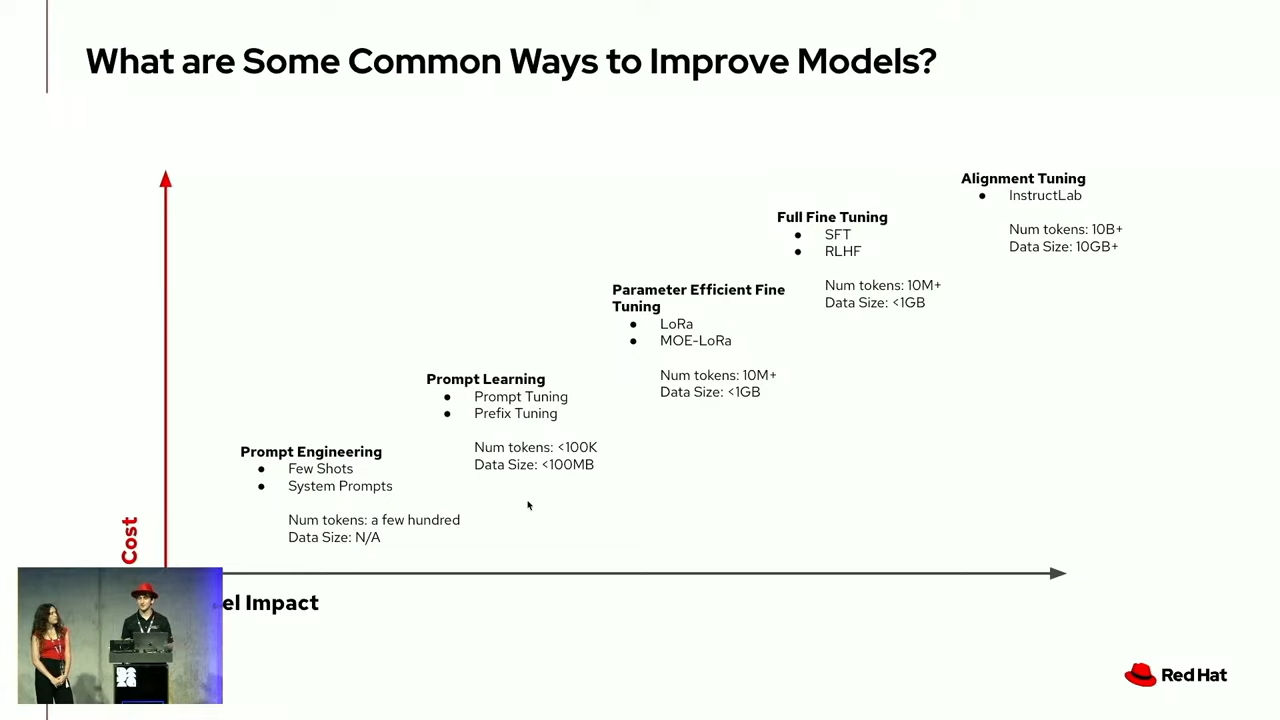 What are Some Common Ways to Improve Models?
Alignment Tuning
● InstructLab
Num tokens: 10B+
Data Size: 10GB+
Full Fine Tuning
● SFT
● RLHF
Num tokens: 10M+
Data Size: <1GB
Parameter Efficient Fine
Tuning
● LoRa
● MOE-LoRa
Num tokens: 10M+
Data Size: <1GB
Prompt Learning
● Prompt Tuning
● Prefix Tuning
Num tokens: <100K
Data Size: <100MB
Prompt Engineering
● Few Shots
● System Prompts
Num tokens: a few hundred
Data Size: N/A
Cost
el Impact
Red Hat